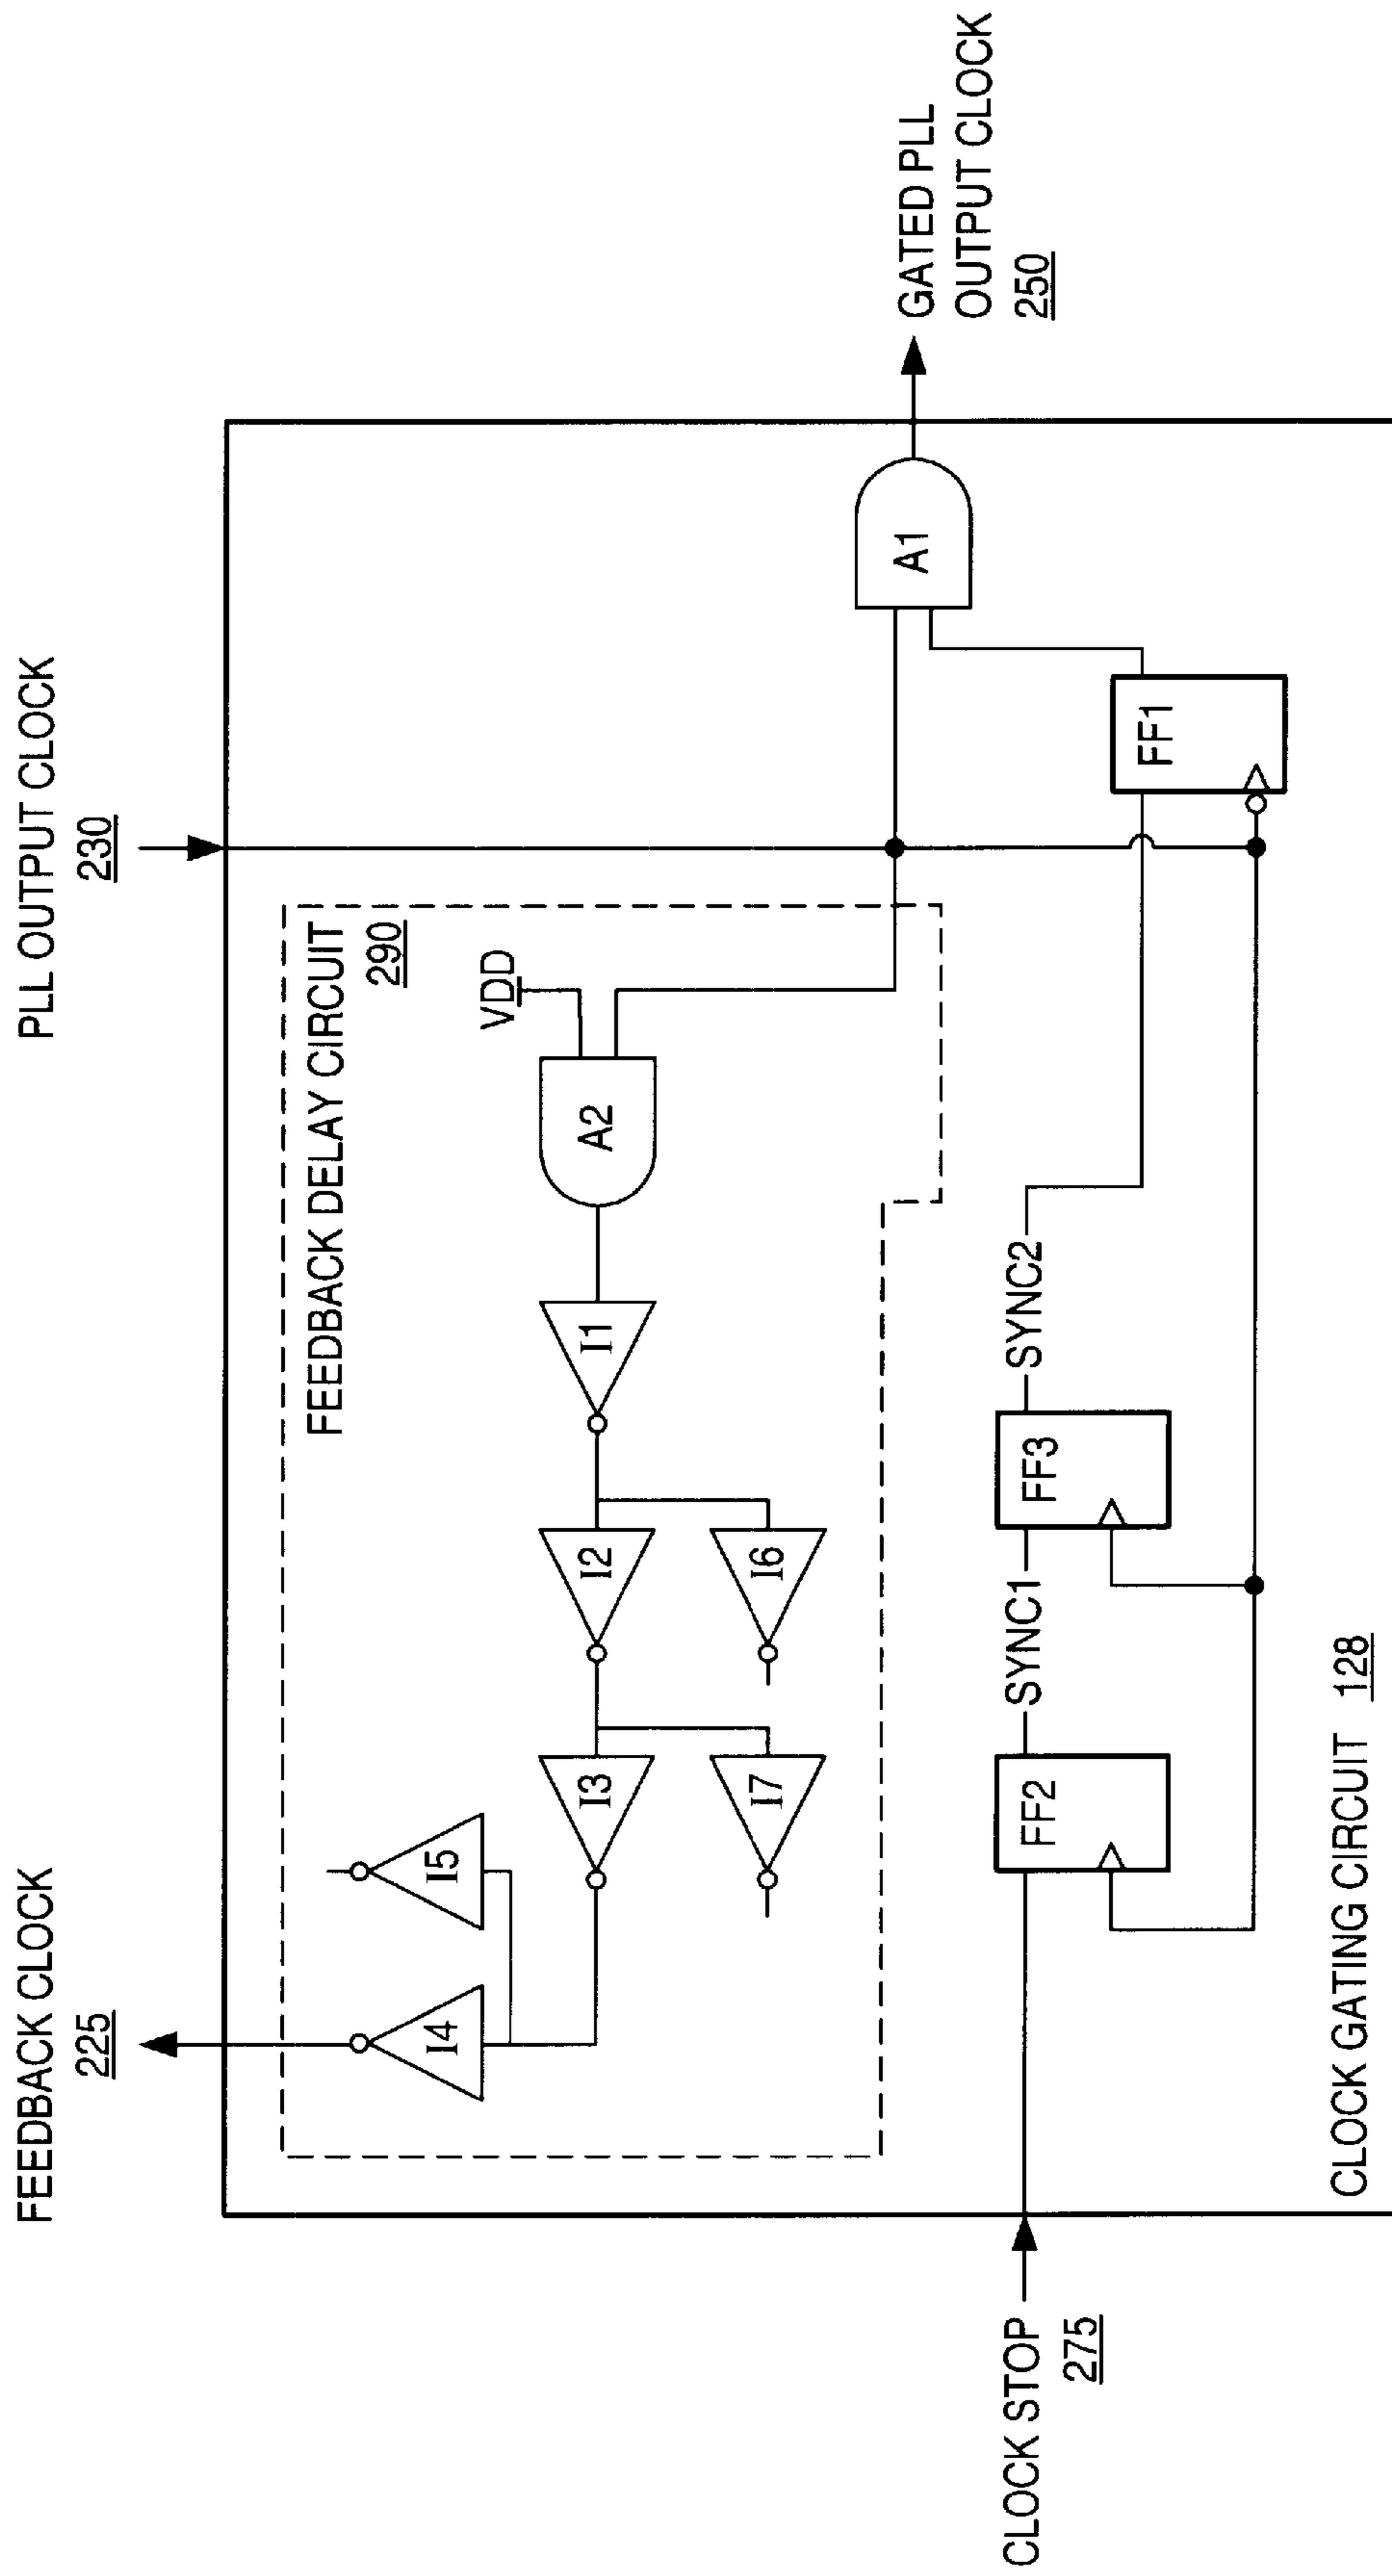 FEEDBACK CLOCK
225
PLL OUTPUT CLOCK
230
FEEDBACK DELAY CIRCUIT
290
VDD
I5
I4
A2
I1
I2
I3
I6
I7
A1
GATED PLL
OUTPUT CLOCK
250
CLOCK STOP
275
FF2
SYNC1
FF3
SYNC2
FF1
CLOCK GATING CIRCUIT 128